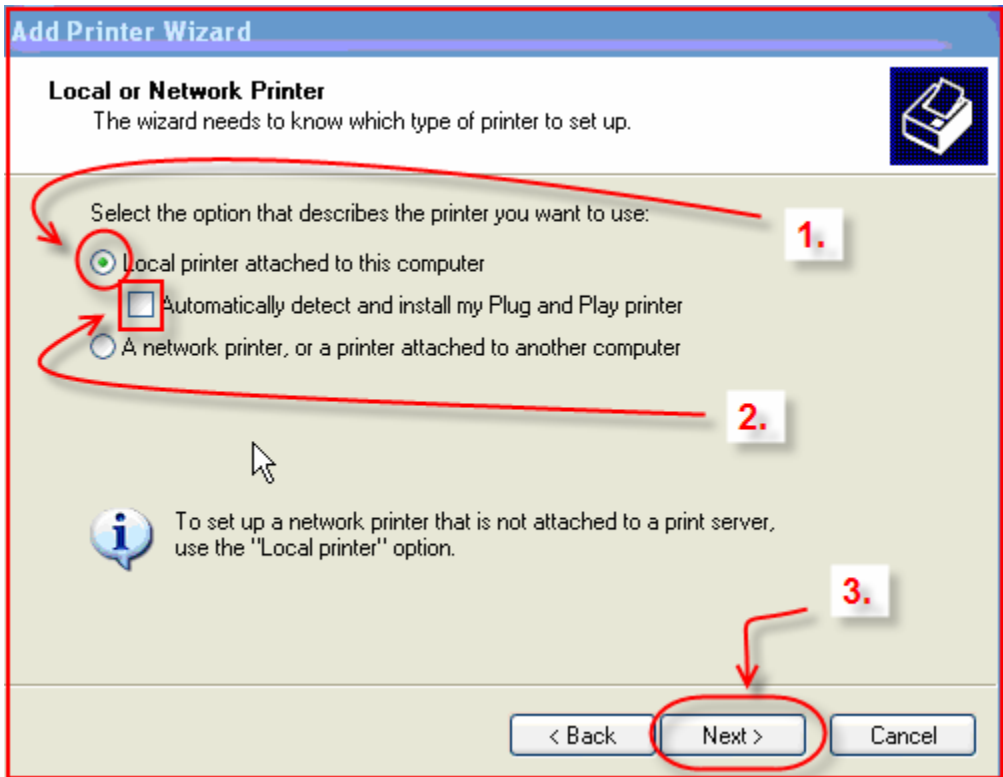 Add Printer Wizard
Local or Network Printer
The wizard needs to know which type of printer to set up.
Select the option that describes the printer you want to use:
1.
Local printer attached to this computer
Automatically detect and install my Plug and Play printer
A network printer, or a printer attached to another computer
2.
To set up a network printer that is not attached to a print server,
use the "Local printer" option.
3.
< Back Next > Cancel